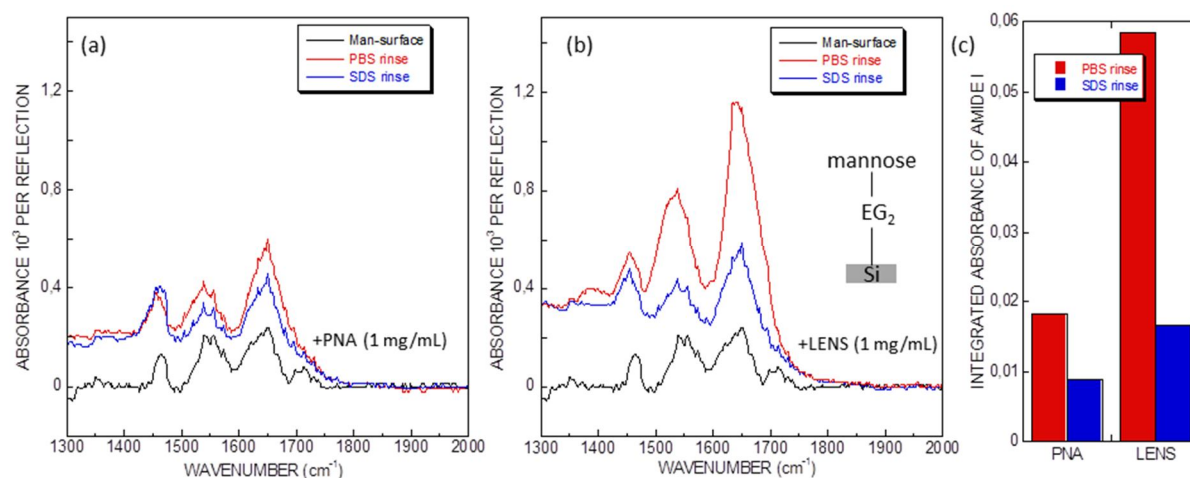 (a)
Man-surface
PBS rinse
SDS rinse
ABSORBANCE 10³ PER REFLECTION
1,2
0.8
0.4
0
+PNA (1 mg/mL)
1300 1400 1500 1600 1700 1800 1900 2000
WAVENUMBER (cm⁻¹)
(b)
Man-surface
PBS rinse
SDS rinse
ABSORBANCE 10³ PER REFLECTION
1,2
0.8
0.4
0
mannose
EG₂
Si
+LENS (1 mg/mL)
1300 1400 1500 1600 1700 1800 1900 2000
WAVENUMBER (cm⁻¹)
(c)
PBS rinse
SDS rinse
INTEGRATED ABSORBANCE OF AMIDE I
0,06
0,05
0,04
0,03
0,02
0,01
0
PNA LENS